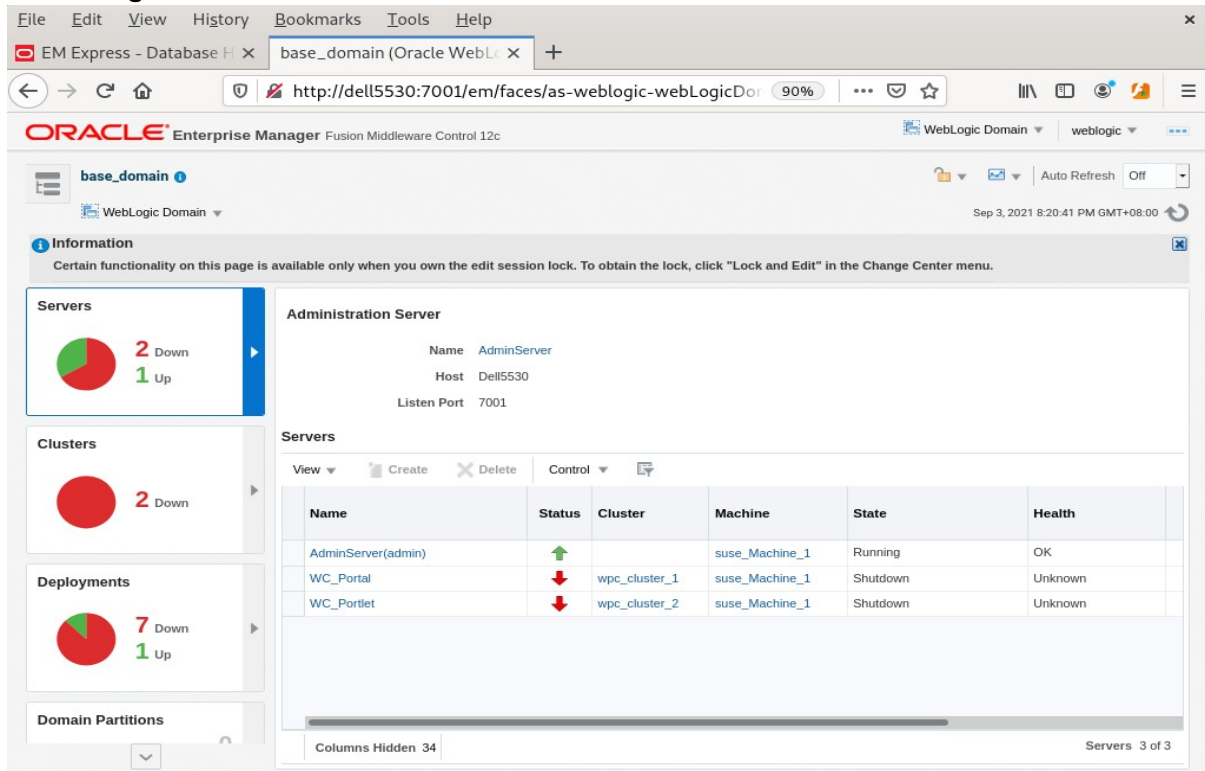 File Edit View History Bookmarks Tools Help
EM Express - Database H
base_domain (Oracle WebLo
http://dell5530:7001/em/faces/as-weblogic-webLogicDor 90%
ORACLE Enterprise Manager Fusion Middleware Control 12c
WebLogic Domain weblogic
base_domain
Auto Refresh Off
WebLogic Domain
Sep 3, 2021 8:20:41 PM GMT+08:00
Information
Certain functionality on this page is available only when you own the edit session lock. To obtain the lock, click "Lock and Edit" in the Change Center menu.
Servers
2 Down
1 Up
Clusters
2 Down
Deployments
7 Down
1 Up
Domain Partitions
Administration Server
Name AdminServer
Host Dell5530
Listen Port 7001
Servers
View Create Delete Control
Name Status Cluster Machine State Health
AdminServer(admin) suse_Machine_1 Running OK
WC_Portal wpc_cluster_1 suse_Machine_1 Shutdown Unknown
WC_Portlet wpc_cluster_2 suse_Machine_1 Shutdown Unknown
Columns Hidden 34
Servers 3 of 3